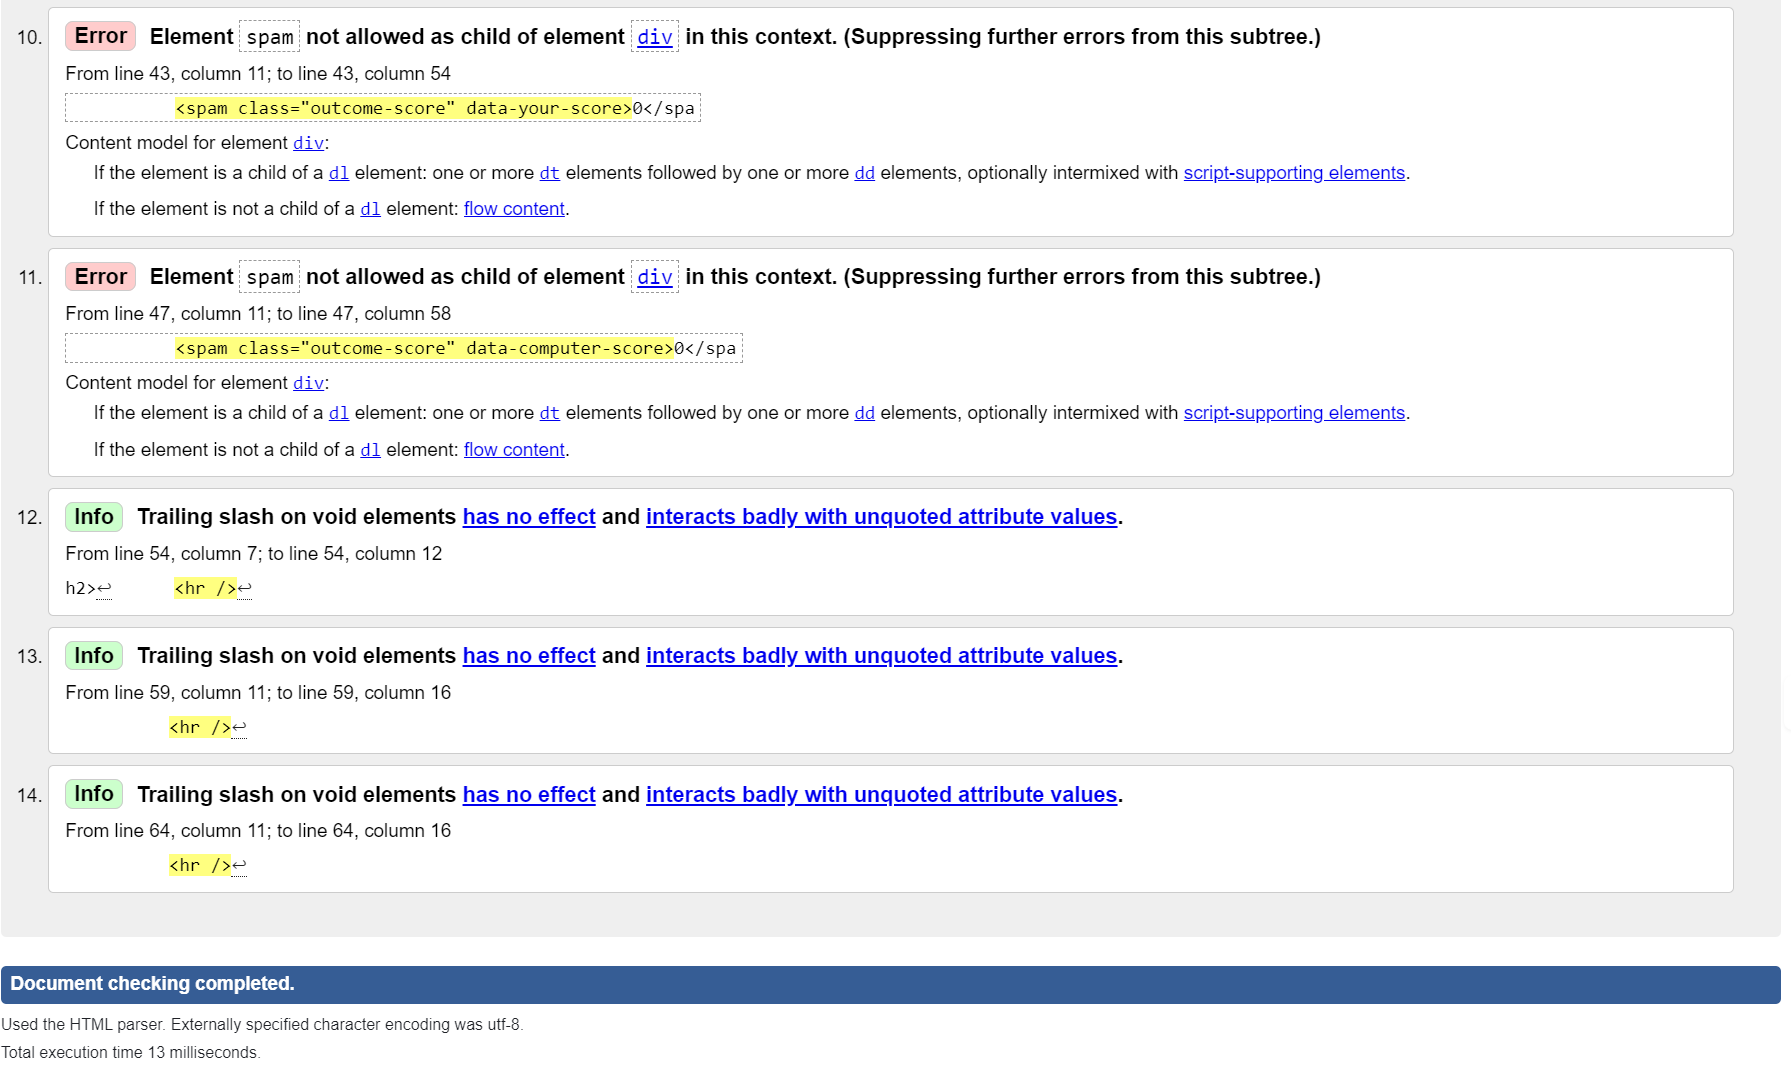 10. Error Element spam not allowed as child of element div in this context. (Suppressing further errors from this subtree.)
From line 43, column 11; to line 43, column 54
<spam class="outcome-score" data-your-score>0</spa
Content model for element div:
If the element is a child of a dl element: one or more dt elements followed by one or more dd elements, optionally intermixed with script-supporting elements.
If the element is not a child of a dl element: flow content.
11. Error Element spam not allowed as child of element div in this context. (Suppressing further errors from this subtree.)
From line 47, column 11; to line 47, column 58
<spam class="outcome-score" data-computer-score>0</spa
Content model for element div:
If the element is a child of a dl element: one or more dt elements followed by one or more dd elements, optionally intermixed with script-supporting elements.
If the element is not a child of a dl element: flow content.
12. Info Trailing slash on void elements has no effect and interacts badly with unquoted attribute values.
From line 54, column 7; to line 54, column 12
h2>↩ <hr />↩
13. Info Trailing slash on void elements has no effect and interacts badly with unquoted attribute values.
From line 59, column 11; to line 59, column 16
<hr />↩
14. Info Trailing slash on void elements has no effect and interacts badly with unquoted attribute values.
From line 64, column 11; to line 64, column 16
<hr />↩
Document checking completed.
Used the HTML parser. Externally specified character encoding was utf-8.
Total execution time 13 milliseconds.